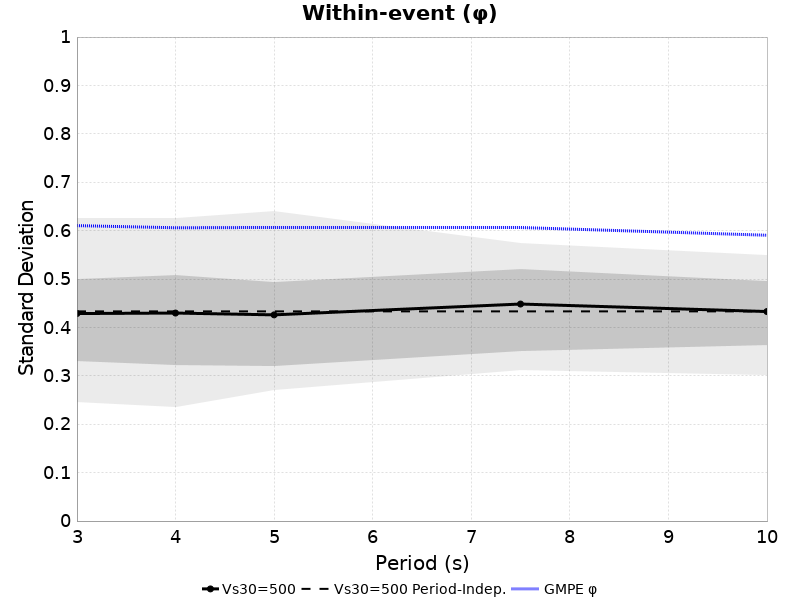 Within-event (φ)
Standard Deviation
1
0.9
0.8
0.7
0.6
0.5
0.4
0.3
0.2
0.1
0
3 4 5 6 7 8 9 10
Period (s)
Vs30=500 Vs30=500 Period-Indep. GMPE φ